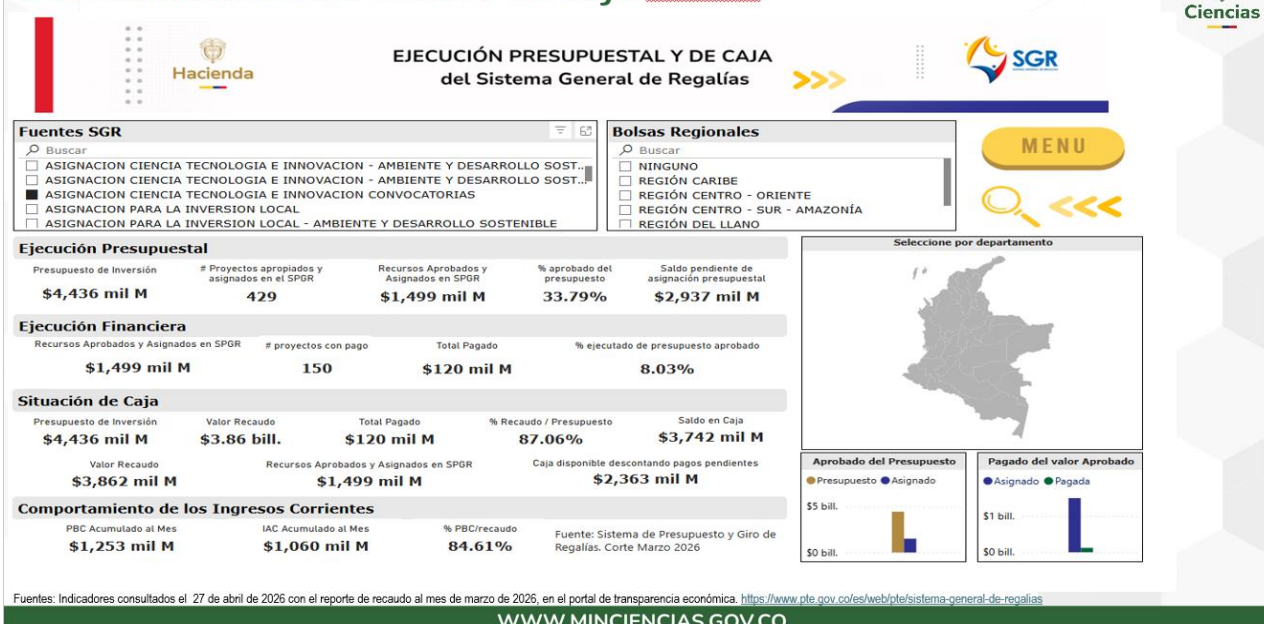 Ciencias
Hacienda
EJECUCIÓN PRESUPUESTAL Y DE CAJA
del Sistema General de Regalías
SGR
Fuentes SGR
Buscar
ASIGNACION CIENCIA TECNOLOGIA E INNOVACION - AMBIENTE Y DESARROLLO SOST...
ASIGNACION CIENCIA TECNOLOGIA E INNOVACION - AMBIENTE Y DESARROLLO SOST...
ASIGNACION CIENCIA TECNOLOGIA E INNOVACION CONVOCATORIAS
ASIGNACION PARA LA INVERSION LOCAL
ASIGNACION PARA LA INVERSION LOCAL - AMBIENTE Y DESARROLLO SOSTENIBLE
Bolsas Regionales
Buscar
NINGUNO
REGIÓN CARIBE
REGIÓN CENTRO - ORIENTE
REGIÓN CENTRO - SUR - AMAZONÍA
REGIÓN DEL LLANO
MENU
Ejecución Presupuestal
Presupuesto de Inversión
$4,436 mil M
# Proyectos apropiados y
asignados en el SPGR
429
Recursos Aprobados y
Asignados en SPGR
$1,499 mil M
% aprobado del
presupuesto
33.79%
Saldo pendiente de
asignación presupuestal
$2,937 mil M
Ejecución Financiera
Recursos Aprobados y Asignados en SPGR
$1,499 mil M
# proyectos con pago
150
Total Pagado
$120 mil M
% ejecutado de presupuesto aprobado
8.03%
Situación de Caja
Presupuesto de Inversión
$4,436 mil M
Valor Recaudo
$3.86 bill.
Total Pagado
$120 mil M
% Recaudo / Presupuesto
87.06%
Saldo en Caja
$3,742 mil M
Valor Recaudo
$3,862 mil M
Recursos Aprobados y Asignados en SPGR
$1,499 mil M
Caja disponible descontando pagos pendientes
$2,363 mil M
Comportamiento de los Ingresos Corrientes
PBC Acumulado al Mes
$1,253 mil M
IAC Acumulado al Mes
$1,060 mil M
% PBC/recaudo
84.61%
Fuente: Sistema de Presupuesto y Giro de
Regalías. Corte Marzo 2026
Seleccione por departamento
Aprobado del Presupuesto
Presupuesto Asignado
$5 bill.
$0 bill.
Pagado del valor Aprobado
Asignado Pagada
$1 bill.
$0 bill.
Fuentes: Indicadores consultados el 27 de abril de 2026 con el reporte de recaudo al mes de marzo de 2026, en el portal de transparencia económica. https://www.pte.gov.co/es/web/pte/sistema-general-de-regalias
WWW.MINCIENCIAS.GOV.CO